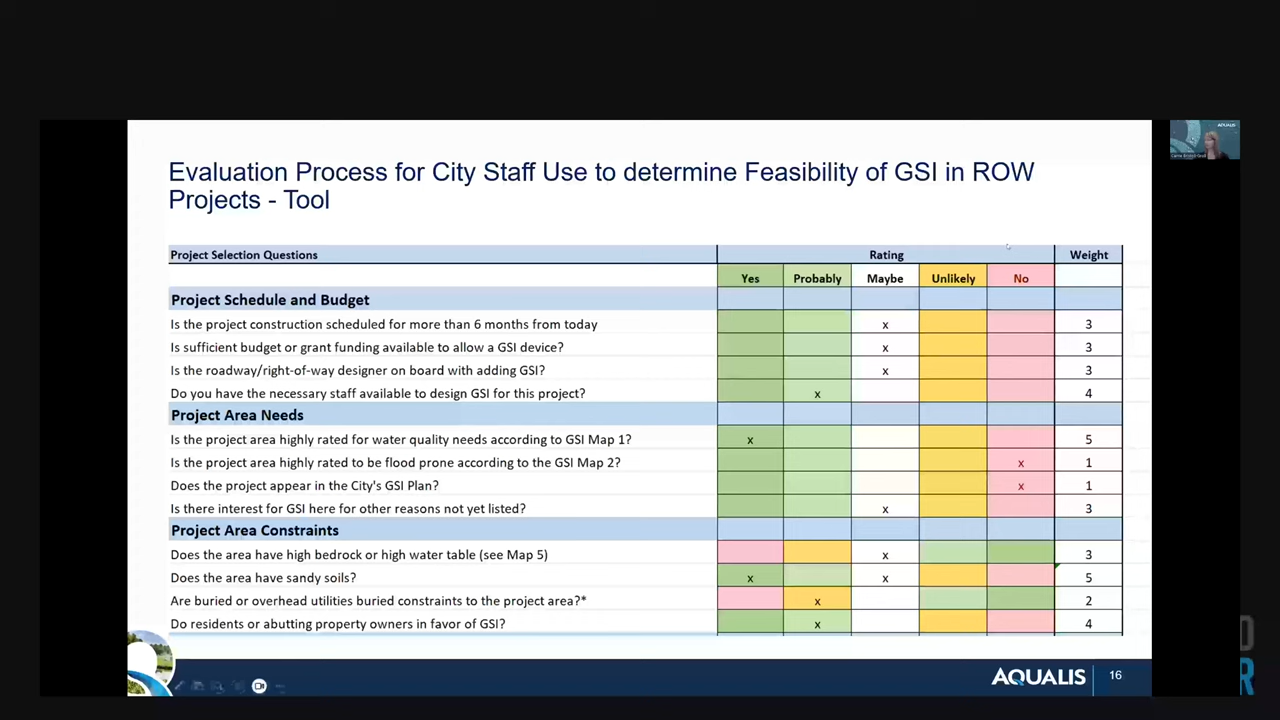 AQUALIS
Evaluation Process for City Staff Use to determine Feasibility of GSI in ROW
Projects - Tool
Project Selection Questions Rating Weight
Yes Probably Maybe Unlikely No
Project Schedule and Budget
Is the project construction scheduled for more than 6 months from today x 3
Is sufficient budget or grant funding available to allow a GSI device? x 3
Is the roadway/right-of-way designer on board with adding GSI? x 3
Do you have the necessary staff available to design GSI for this project? x 4
Project Area Needs
Is the project area highly rated for water quality needs according to GSI Map 1? x 5
Is the project area highly rated to be flood prone according to the GSI Map 2? x 1
Does the project appear in the City's GSI Plan? x 1
Is there interest for GSI here for other reasons not yet listed? x 3
Project Area Constraints
Does the area have high bedrock or high water table (see Map 5) x 3
Does the area have sandy soils? x x 5
Are buried or overhead utilities buried constraints to the project area?* x 2
Do residents or abutting property owners in favor of GSI? x 4
AQUALIS 16